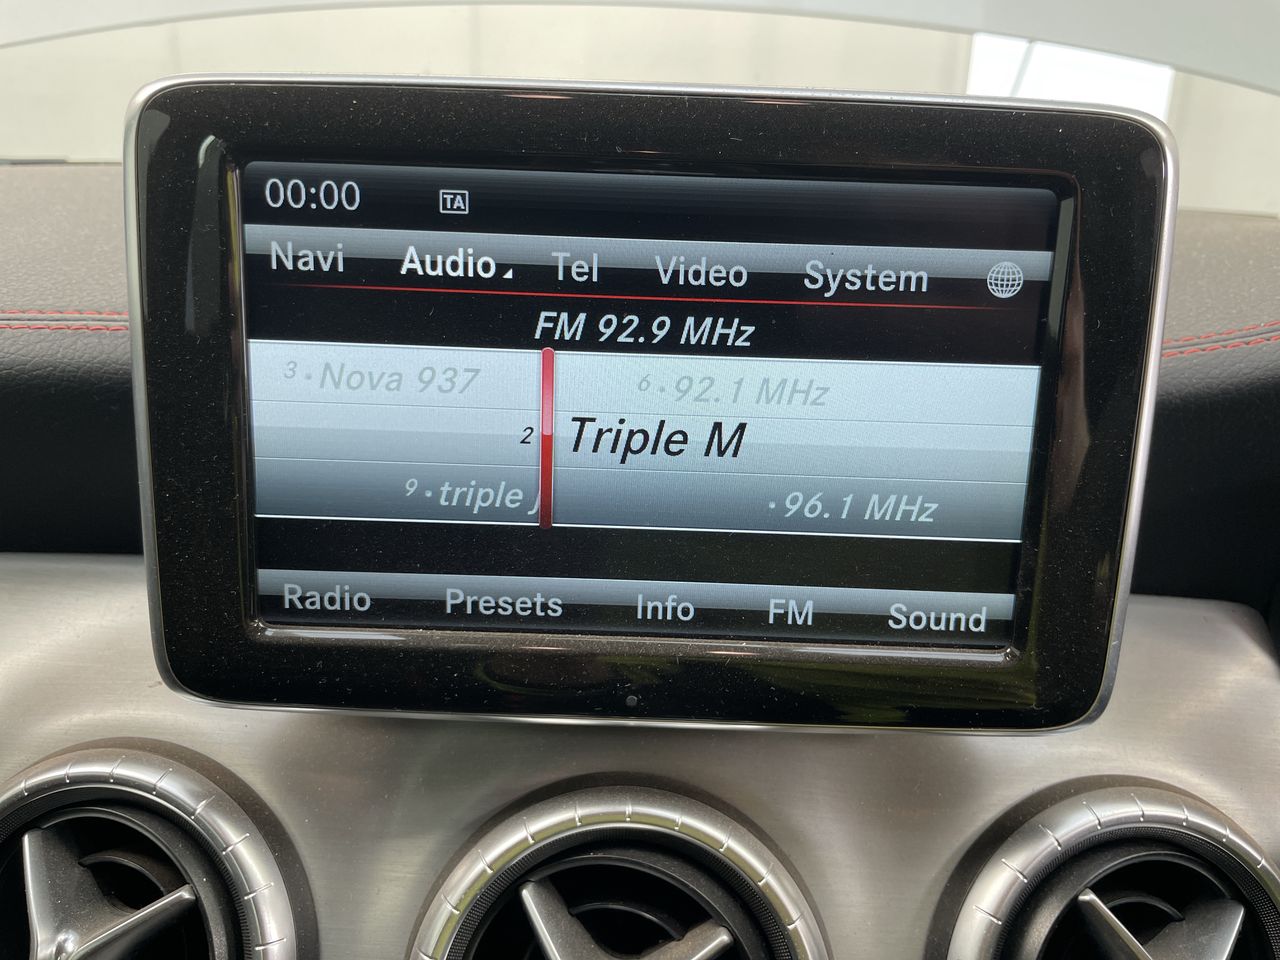 00:00 TA
Navi Audio Tel Video System
FM 92.9 MHz
3 • Nova 937 6 • 92.1 MHz
2 Triple M
9 • triple j • 96.1 MHz
Radio Presets Info FM Sound